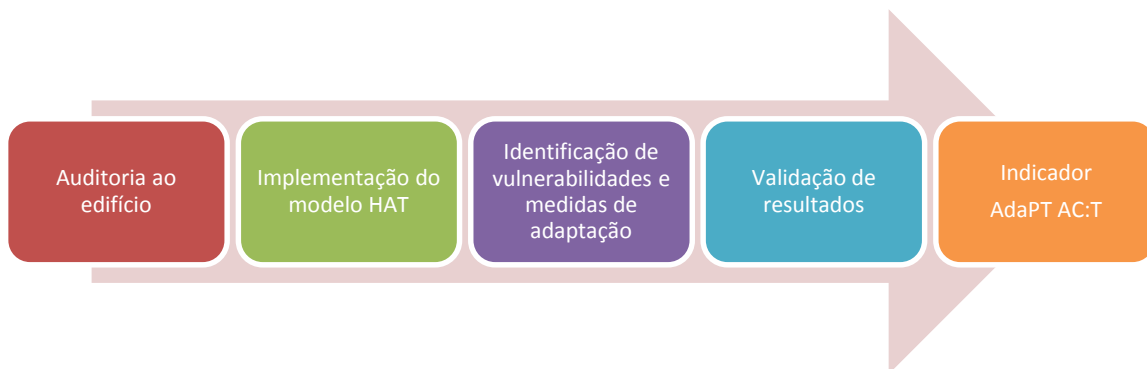 Auditoria ao
edifício
Implementação do
modelo HAT
Identificação de
vulnerabilidades e
medidas de
adaptação
Validação de
resultados
Indicador
AdaPT AC:T